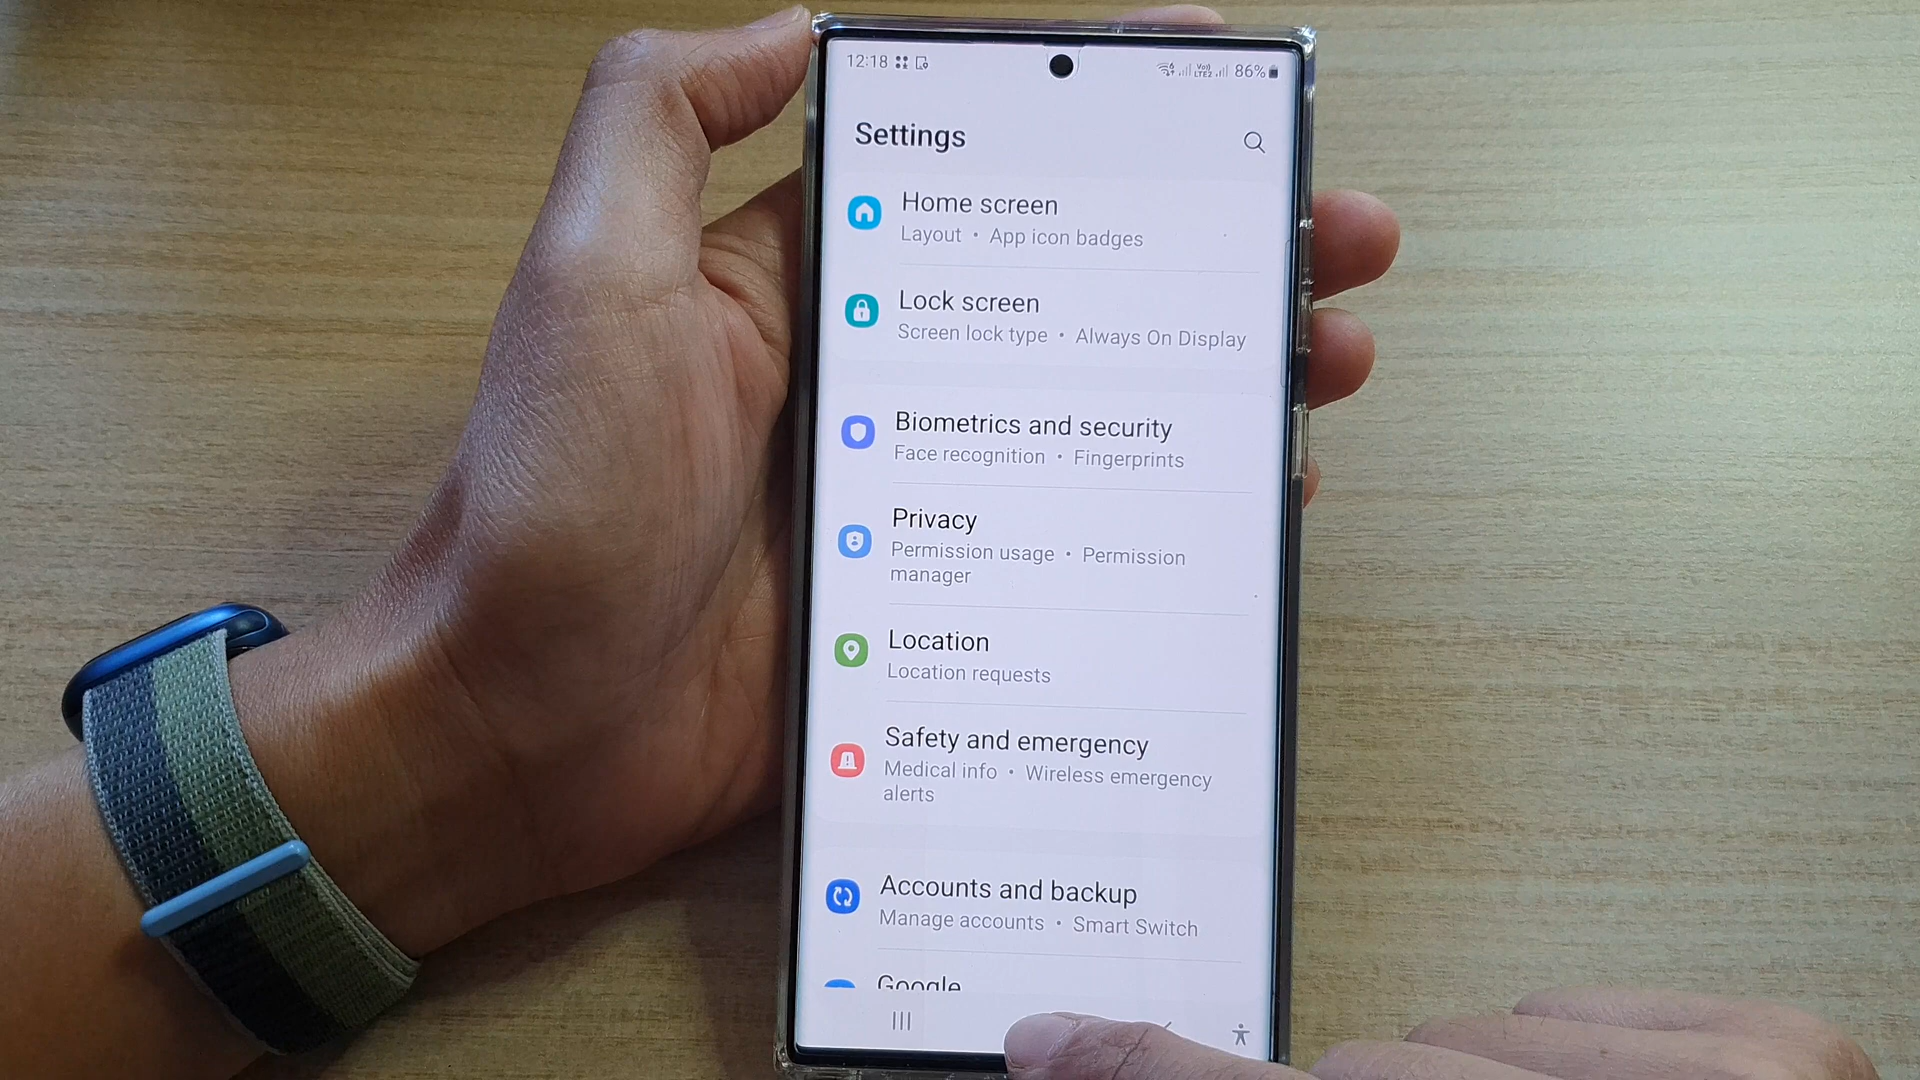 12:18
86%
Settings
Home screen
Layout • App icon badges
Lock screen
Screen lock type • Always On Display
Biometrics and security
Face recognition • Fingerprints
Privacy
Permission usage • Permission
manager
Location
Location requests
Safety and emergency
Medical info • Wireless emergency
alerts
Accounts and backup
Manage accounts • Smart Switch
Google